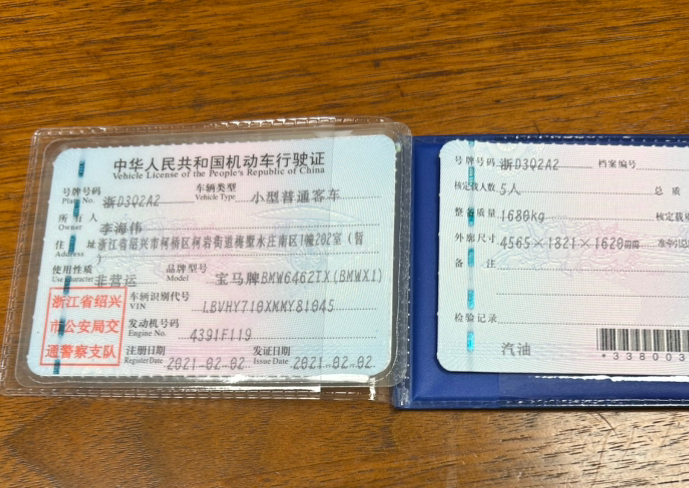 中华人民共和国机动车行驶证
Vehicle License of the People's Republic of China
号牌号码 浙D3Q2A2 车辆类型 小型普通客车
Plate No. Vehicle Type
所有人 李海伟
Owner
住址 浙江省绍兴市柯桥区柯岩街道梅墅水庄南区1幢202室（暂
Address ）
使用性质 非营运 品牌型号 宝马牌BMW6462TX(BMWX1)
Use Character Model
浙江省绍兴
市公安局交
通警察支队
车辆识别代号 LBVHY710XMMY81045
VIN
发动机号码 4391F119
Engine No.
注册日期 2021-02-02 发证日期 2021-02-02
Register Date Issue Date
号牌号码 浙D3Q2A2 档案编号
核定载人数 5人 总质
整备质量 1680kg 核定载
外廓尺寸 4565×1821×1620mm 准牵引总
备注
检验记录
汽油
*338003